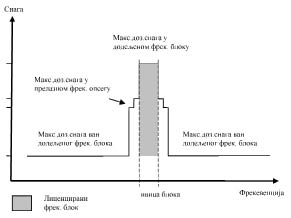 Снага
Макс.доз.снага у
додељеном фрек. блоку
Макс.доз.снага у
прелазном фрек. опсегу
Макс.доз.снага ван
додељеног фрек. блока
Макс.доз.снага ван
додељеног фрек. блока
ивица блока
Фреквенција
Лиценцирани
фрек. блок